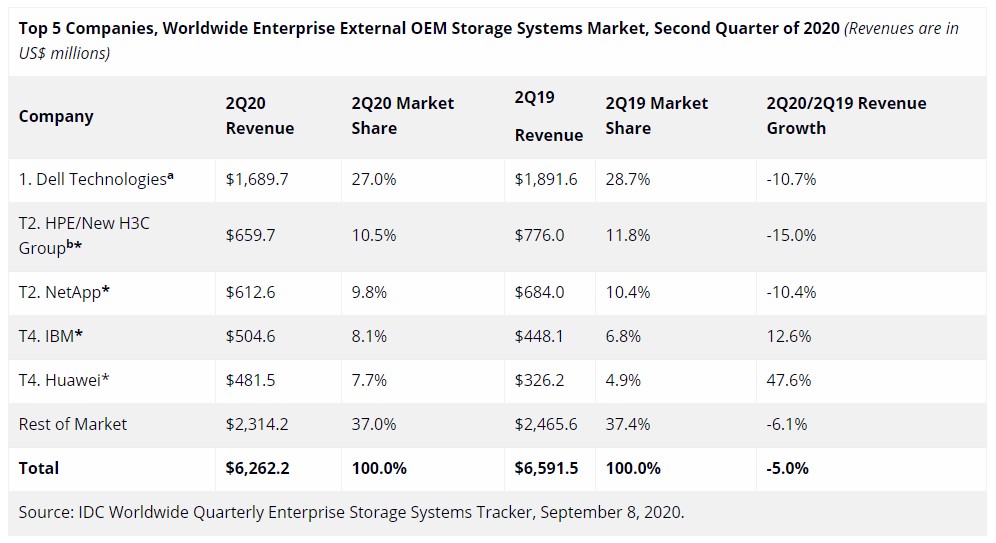 Top 5 Companies, Worldwide Enterprise External OEM Storage Systems Market, Second Quarter of 2020 (Revenues are in
US$ millions)
Company
2Q20
Revenue
2Q20 Market
Share
2Q19
Revenue
2Q19 Market
Share
2Q20/2Q19 Revenue
Growth
1. Dell Technologiesa $1,689.7 27.0% $1,891.6 28.7% -10.7%
T2. HPE/New H3C
Groupb* $659.7 10.5% $776.0 11.8% -15.0%
T2. NetApp* $612.6 9.8% $684.0 10.4% -10.4%
T4. IBM* $504.6 8.1% $448.1 6.8% 12.6%
T4. Huawei* $481.5 7.7% $326.2 4.9% 47.6%
Rest of Market $2,314.2 37.0% $2,465.6 37.4% -6.1%
Total $6,262.2 100.0% $6,591.5 100.0% -5.0%
Source: IDC Worldwide Quarterly Enterprise Storage Systems Tracker, September 8, 2020.